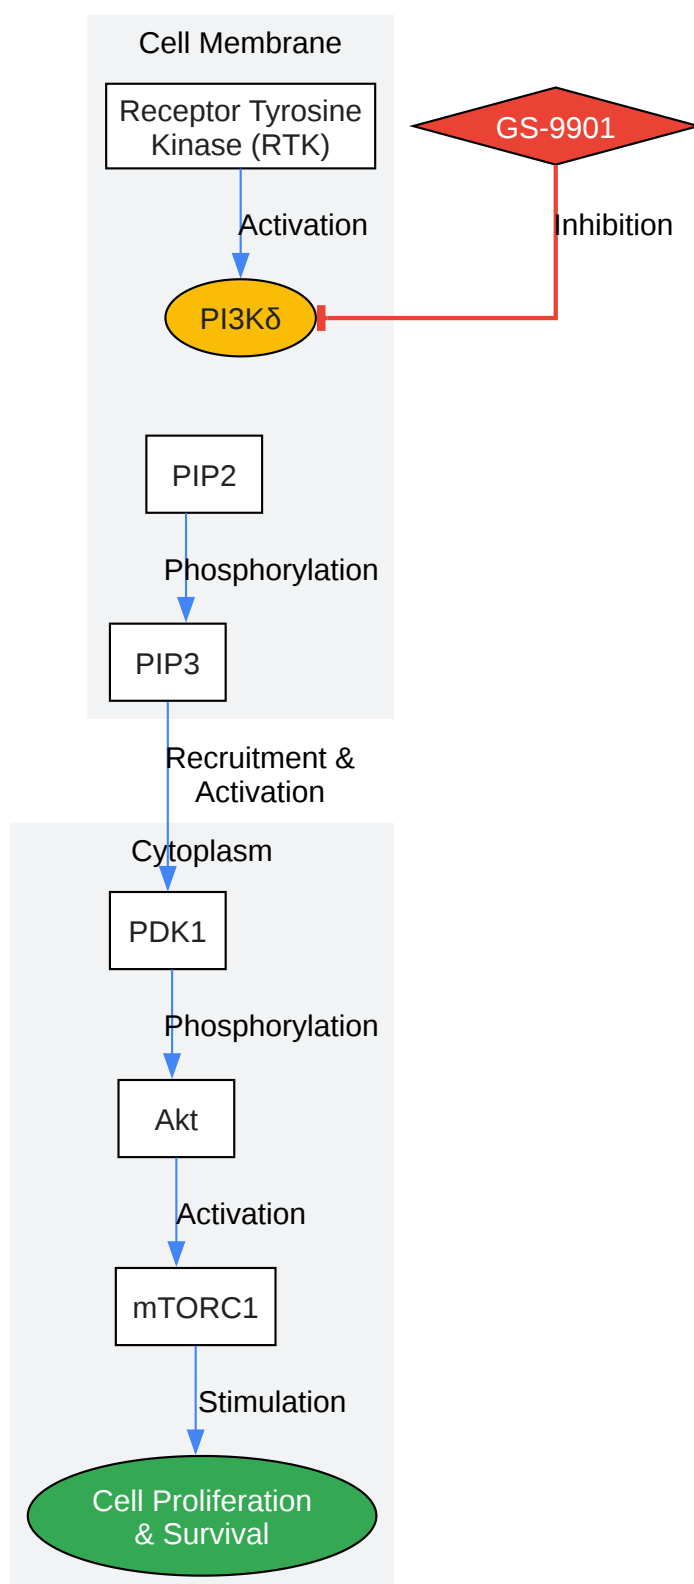 Cell Membrane
Receptor Tyrosine
Kinase (RTK)
GS-9901
Activation
Inhibition
PI3Kδ
PIP2
Phosphorylation
PIP3
Recruitment &
Activation
Cytoplasm
PDK1
Phosphorylation
Akt
Activation
mTORC1
Stimulation
Cell Proliferation
& Survival